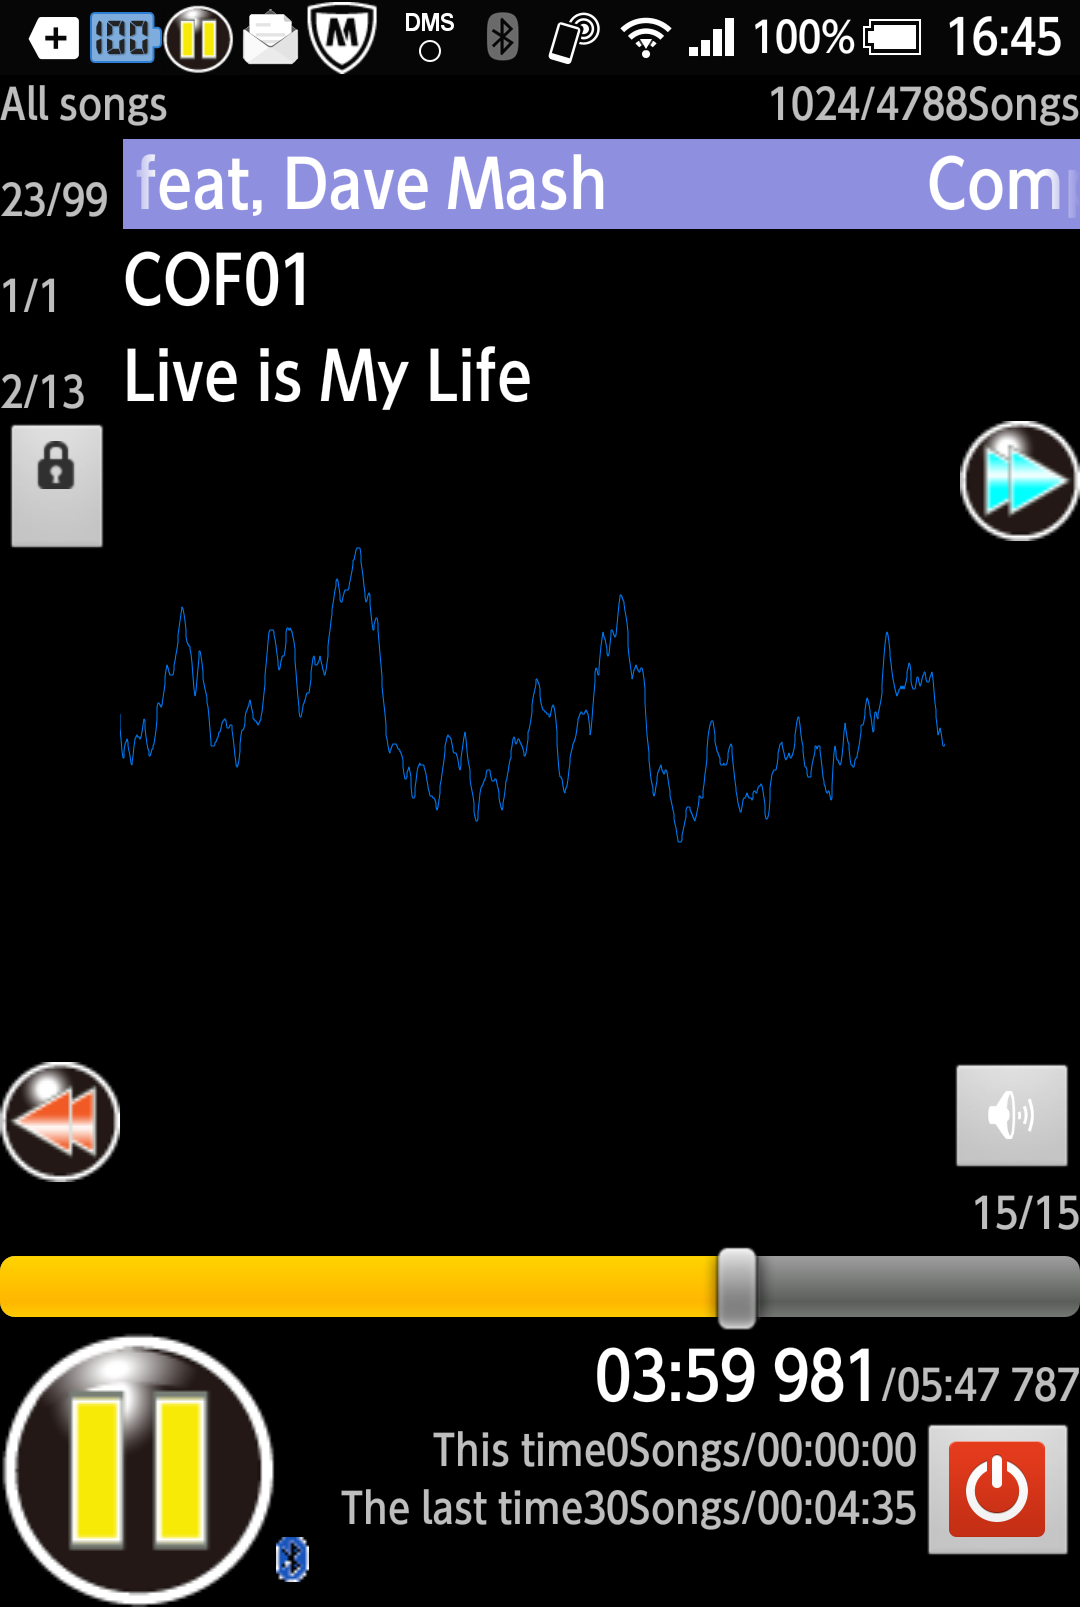 100 M DMS 100% 16:45
All songs 1024/4788Songs
23/99 feat, Dave Mash Comp
1/1 COF01
2/13 Live is My Life
15/15
03:59 981/05:47 787
This time0Songs/00:00:00
The last time30Songs/00:04:35